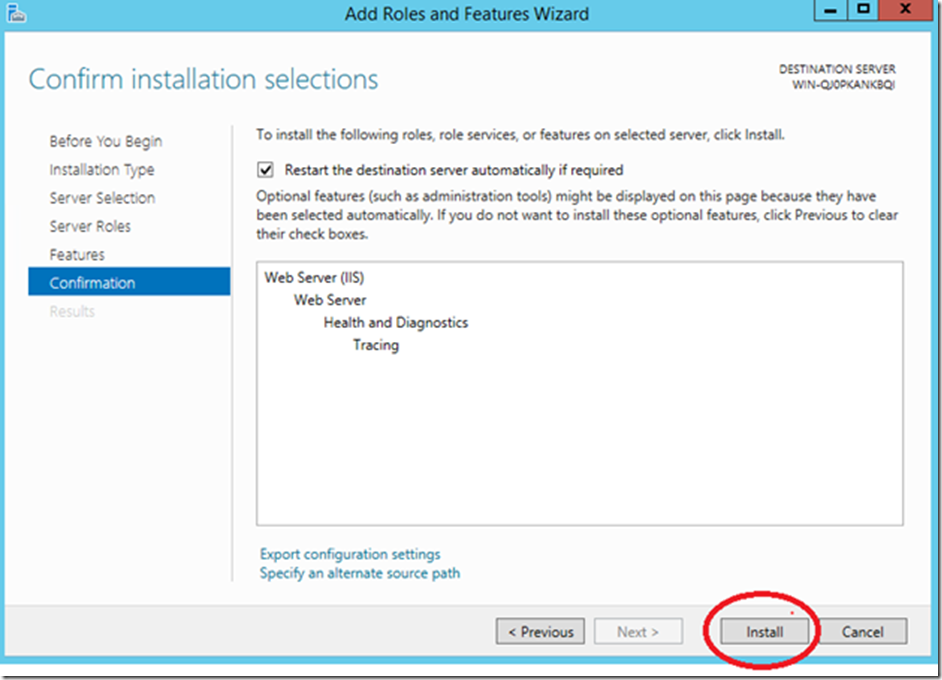 Add Roles and Features Wizard
Confirm installation selections
DESTINATION SERVER
WIN-QJ0PKANKBQI
Before You Begin
Installation Type
Server Selection
Server Roles
Features
Confirmation
Results
To install the following roles, role services, or features on selected server, click Install.
Restart the destination server automatically if required
Optional features (such as administration tools) might be displayed on this page because they have
been selected automatically. If you do not want to install these optional features, click Previous to clear
their check boxes.
Web Server (IIS)
Web Server
Health and Diagnostics
Tracing
Export configuration settings
Specify an alternate source path
< Previous
Next >
Install
Cancel